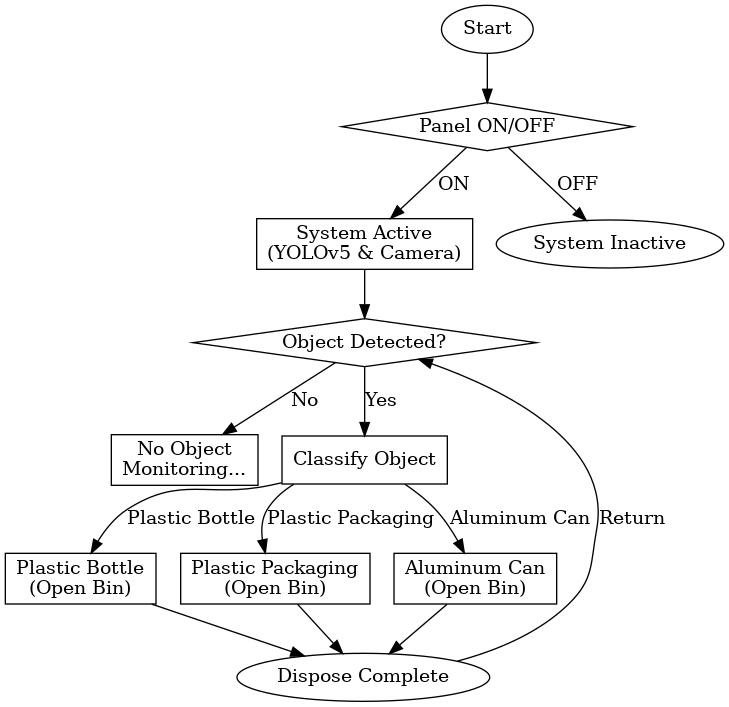 Start
Panel ON/OFF
ON
OFF
System Active
(YOLOv5 & Camera)
System Inactive
Object Detected?
No
Yes
No Object
Monitoring...
Classify Object
Plastic Bottle
Plastic Packaging
Aluminum Can
Return
Plastic Bottle
(Open Bin)
Plastic Packaging
(Open Bin)
Aluminum Can
(Open Bin)
Dispose Complete